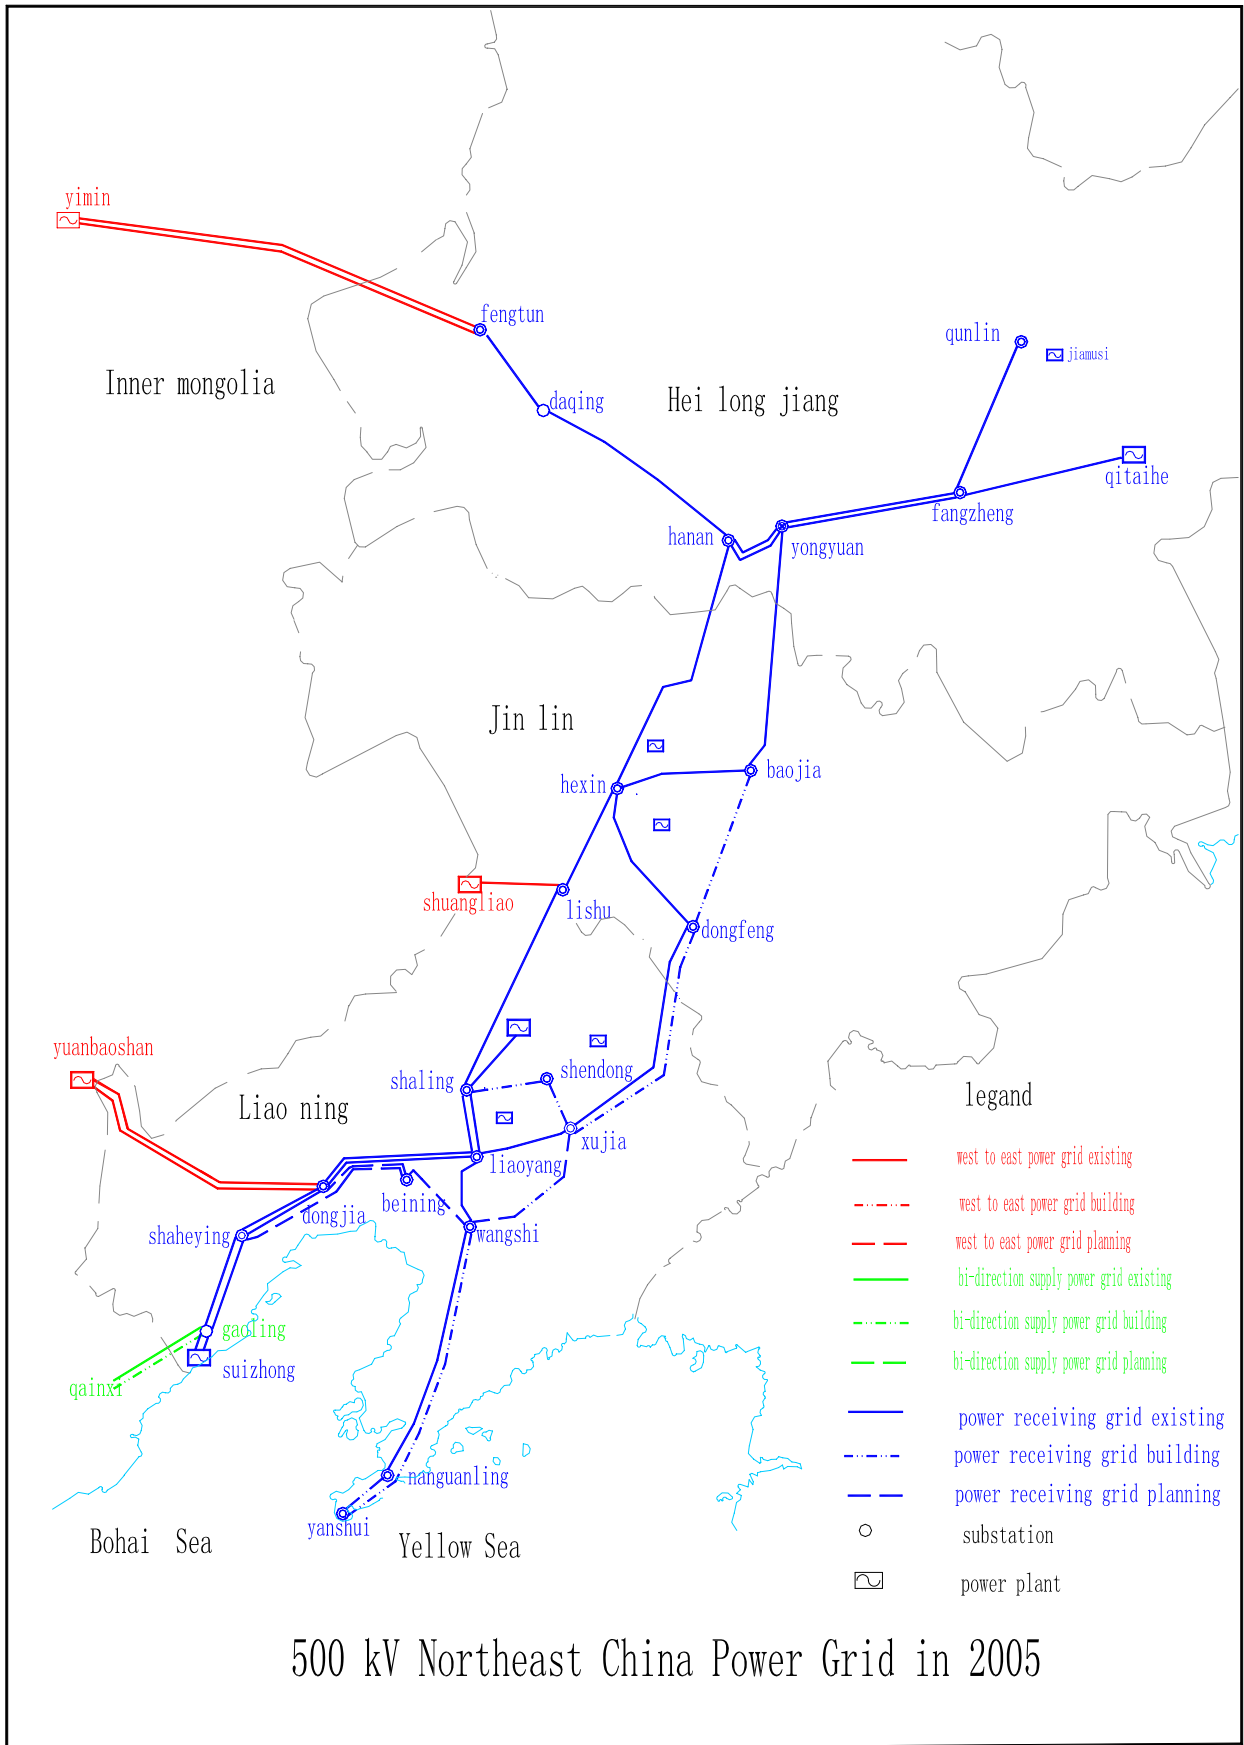 yimin
fengtun
qunlin
jiamusi
Inner mongolia
daqing
Hei long jiang
qitaihe
fangzheng
hanan
yongyuan
Jin lin
baojia
hexin
shuangliao
lishu
dongfeng
yuanbaoshan
shendong
shaling
legand
Liao ning
xujia
liaoyang
west to east power grid existing
beining
west to east power grid building
dongjia
shaheying
wangshi
west to east power grid planning
bi-direction supply power grid existing
gaoling
bi-direction supply power grid building
suizhong
bi-direction supply power grid planning
qainxi
power receiving grid existing
power receiving grid building
nanguanling
power receiving grid planning
yanshui
Bohai Sea
Yellow Sea
substation
power plant
500 kV Northeast China Power Grid in 2005